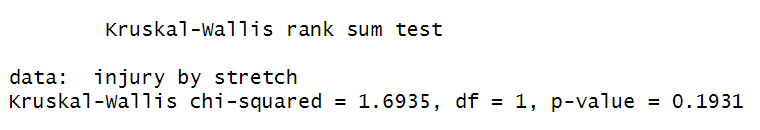 Kruskal-Wallis rank sum test
data:  injury by stretch
Kruskal-Wallis chi-squared = 1.6935, df = 1, p-value = 0.1931